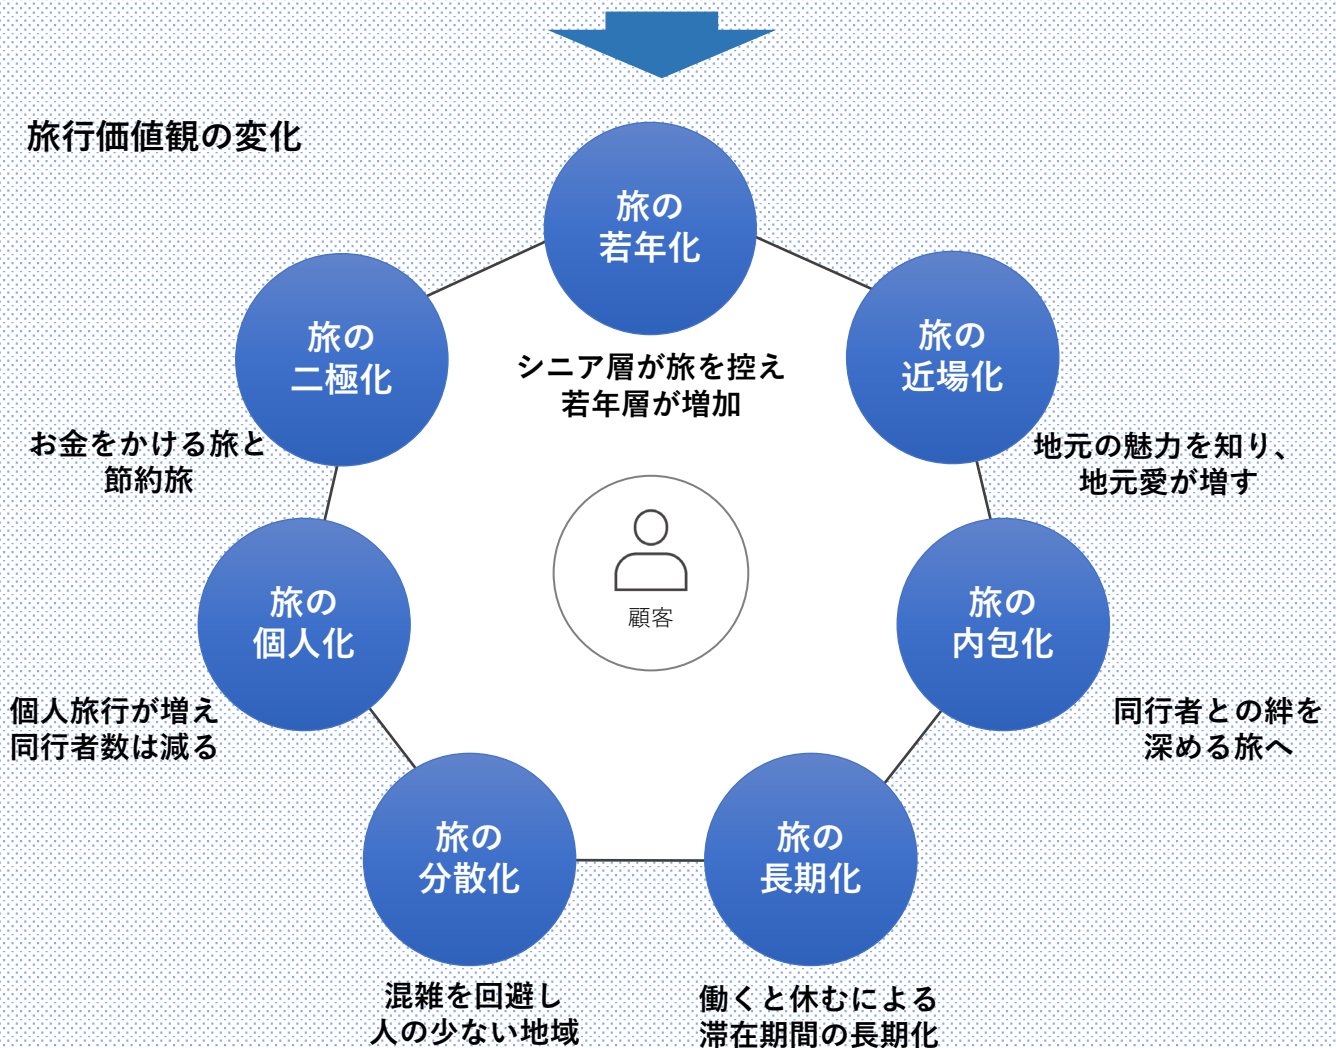 旅行価値観の変化
旅の
若年化
シニア層が旅を控え
若年層が増加
旅の
近場化
地元の魅力を知り、
地元愛が増す
旅の
内包化
同行者との絆を
深める旅へ
旅の
長期化
働くと休むによる
滞在期間の長期化
旅の
分散化
混雑を回避し
人の少ない地域
旅の
個人化
個人旅行が増え
同行者数は減る
旅の
二極化
お金をかける旅と
節約旅
顧客